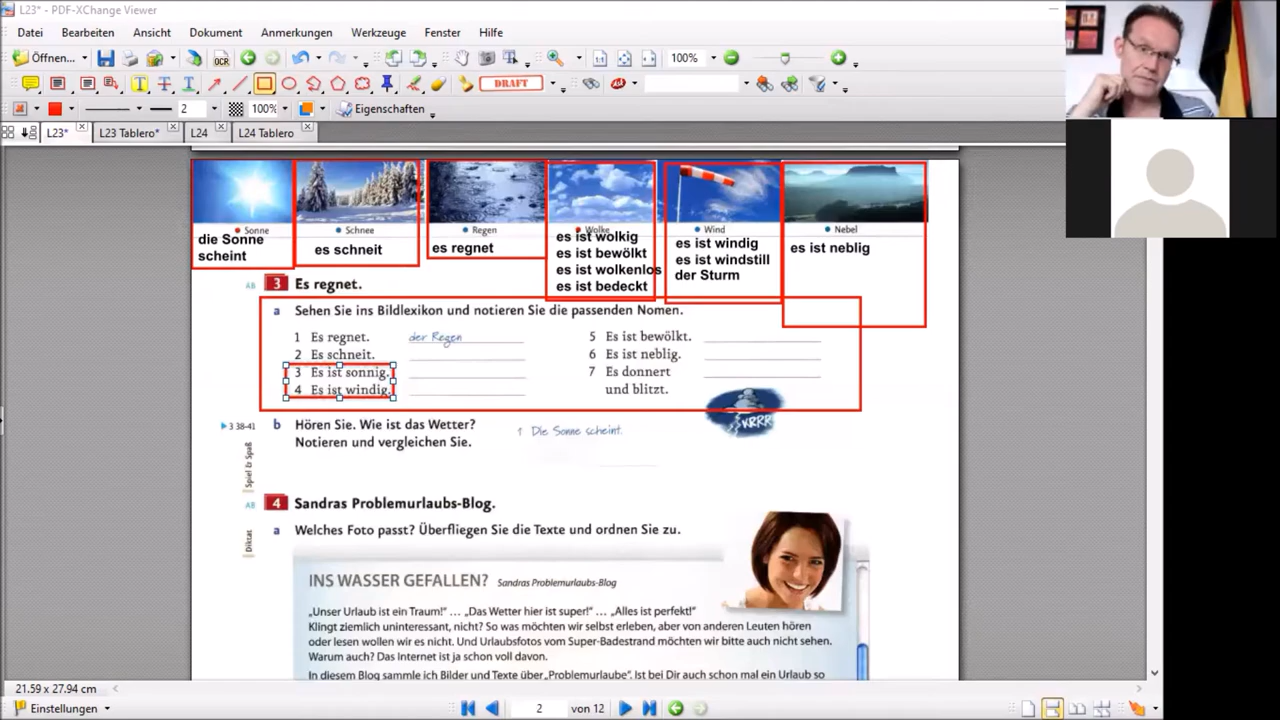 L23* - PDF-XChange Viewer
Datei Bearbeiten Ansicht Dokument Anmerkungen Werkzeuge Fenster Hilfe
Öffnen... OCR 100%
DRAFT
2 100% Eigenschaften
L23* L23 Tablero* L24 L24 Tablero
Sonne Schnee Regen Wolke Wind Nebel
die Sonne
scheint
es schneit
es regnet
es ist wolkig
es ist bewölkt
es ist wolkenlos
es ist bedeckt
es ist windig
es ist windstill
der Sturm
es ist neblig
AB 3 Es regnet.
a Sehen Sie ins Bildlexikon und notieren Sie die passenden Nomen.
1 Es regnet. der Regen
2 Es schneit.
3 Es ist sonnig.
4 Es ist windig.
5 Es ist bewölkt.
6 Es ist neblig.
7 Es donnert
und blitzt.
KRRR
3 38-41 b Hören Sie. Wie ist das Wetter?
Notieren und vergleichen Sie.
1 Die Sonne scheint.
Spiel & Spaß
AB 4 Sandras Problemurlaubs-Blog.
a Welches Foto passt? Überfliegen Sie die Texte und ordnen Sie zu.
Diktat
INS WASSER GEFALLEN? Sandras Problemurlaubs-Blog
„Unser Urlaub ist ein Traum!“ ... „Das Wetter hier ist super!“ ... „Alles ist perfekt!“
Klingt ziemlich uninteressant, nicht? So was möchten wir selbst erleben, aber von anderen Leuten hören
oder lesen wollen wir es nicht. Und Urlaubsfotos vom Super-Badestrand möchten wir bitte auch nicht sehen.
Warum auch? Das Internet ist ja schon voll davon.
In diesem Blog sammle ich Bilder und Texte über „Problemurlaube“. Ist bei Dir auch schon mal ein Urlaub so
21.59 x 27.94 cm
Einstellungen 2 von 12